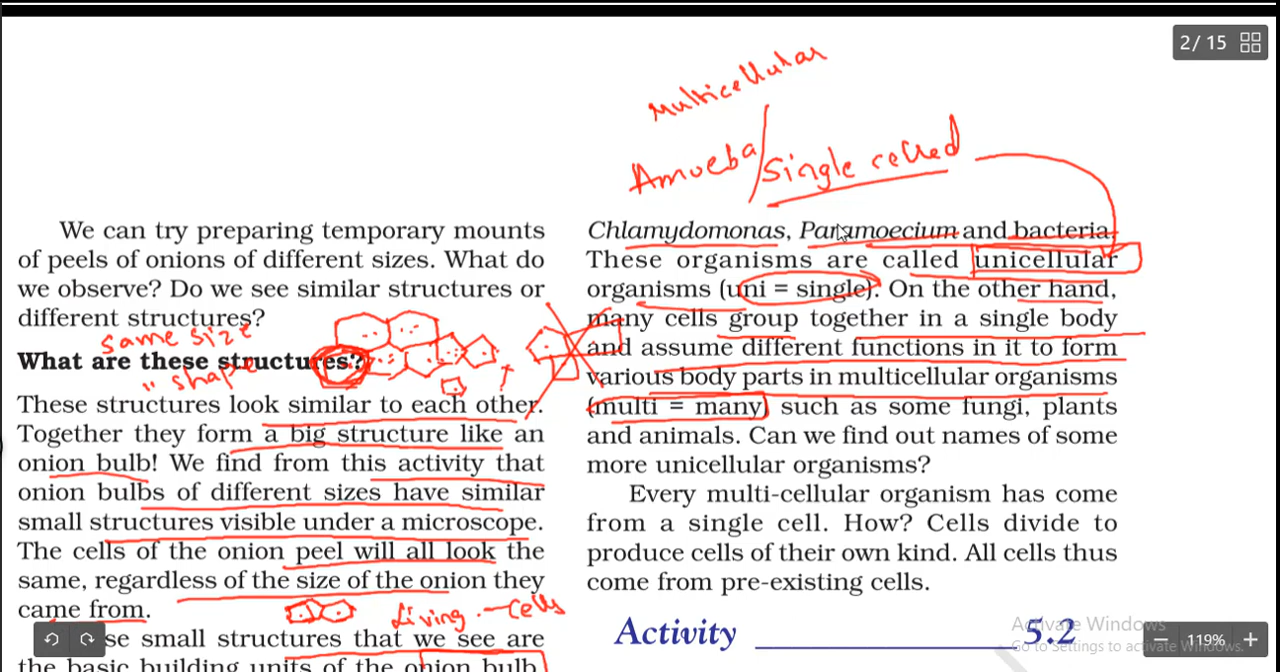 2/ 15
Multicellular
Amoeba/Single celled
We can try preparing temporary mounts
of peels of onions of different sizes. What do
we observe? Do we see similar structures or
different structures?
same size
What are these structures?
" shape
These structures look similar to each other.
Together they form a big structure like an
onion bulb! We find from this activity that
onion bulbs of different sizes have similar
small structures visible under a microscope.
The cells of the onion peel will all look the
same, regardless of the size of the onion they
came from.
Living.—Cells
se small structures that we see are
the basic building units of the onion bulb.
Chlamydomonas, Paramoecium and bacteria.
These organisms are called unicellular
organisms (uni = single). On the other hand,
many cells group together in a single body
and assume different functions in it to form
various body parts in multicellular organisms
(multi = many) such as some fungi, plants
and animals. Can we find out names of some
more unicellular organisms?
Every multi-cellular organism has come
from a single cell. How? Cells divide to
produce cells of their own kind. All cells thus
come from pre-existing cells.
Activity 5.2
Activate Windows
Go to Settings to activate Windows.
119%